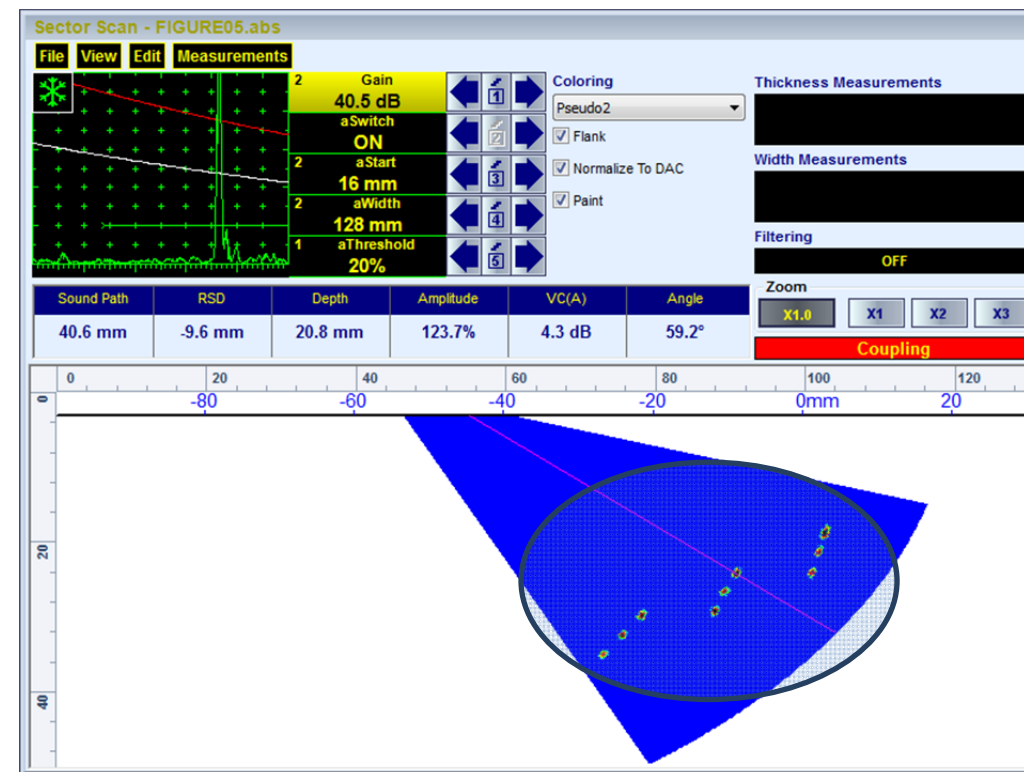 Sector Scan - FIGURE05.abs
File View Edit Measurements
2 Gain
40.5 dB
1
aSwitch
ON
2
2 aStart
16 mm
3
2 aWidth
128 mm
4
1 aThreshold
20%
5
Coloring
Pseudo2
Flank
Normalize To DAC
Paint
Thickness Measurements
Width Measurements
Filtering
OFF
Zoom
X1.0 X1 X2 X3
Coupling
Sound Path RSD Depth Amplitude VC(A) Angle
40.6 mm -9.6 mm 20.8 mm 123.7% 4.3 dB 59.2°
0 20 40 60 80 100 120
-80 -60 -40 -20 0mm 20
0
20
40